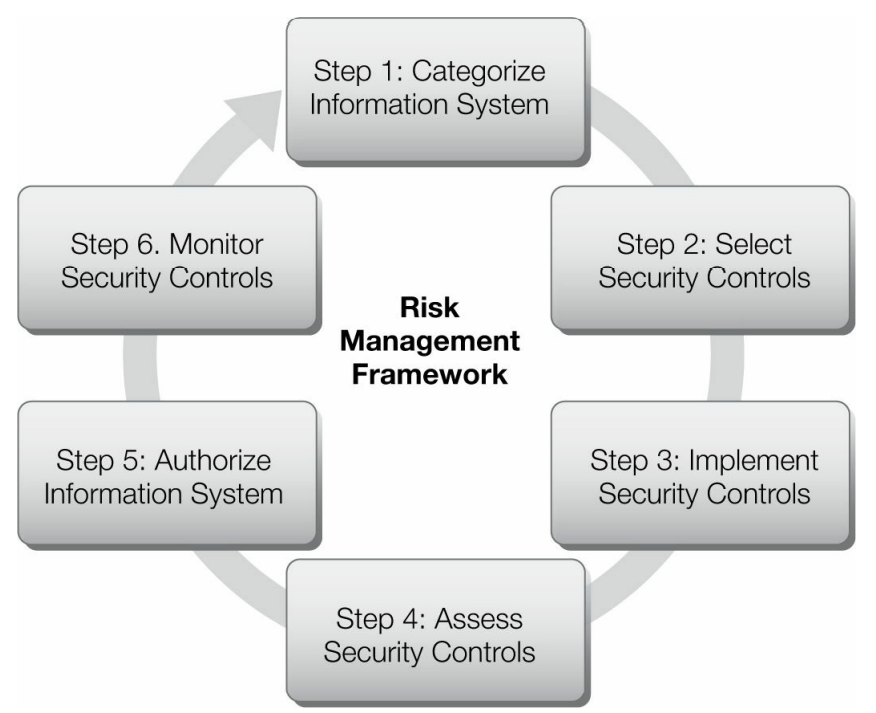 Step 1: Categorize
Information System
Step 2: Select
Security Controls
Step 3: Implement
Security Controls
Step 4: Assess
Security Controls
Step 5: Authorize
Information System
Step 6. Monitor
Security Controls
Risk
Management
Framework